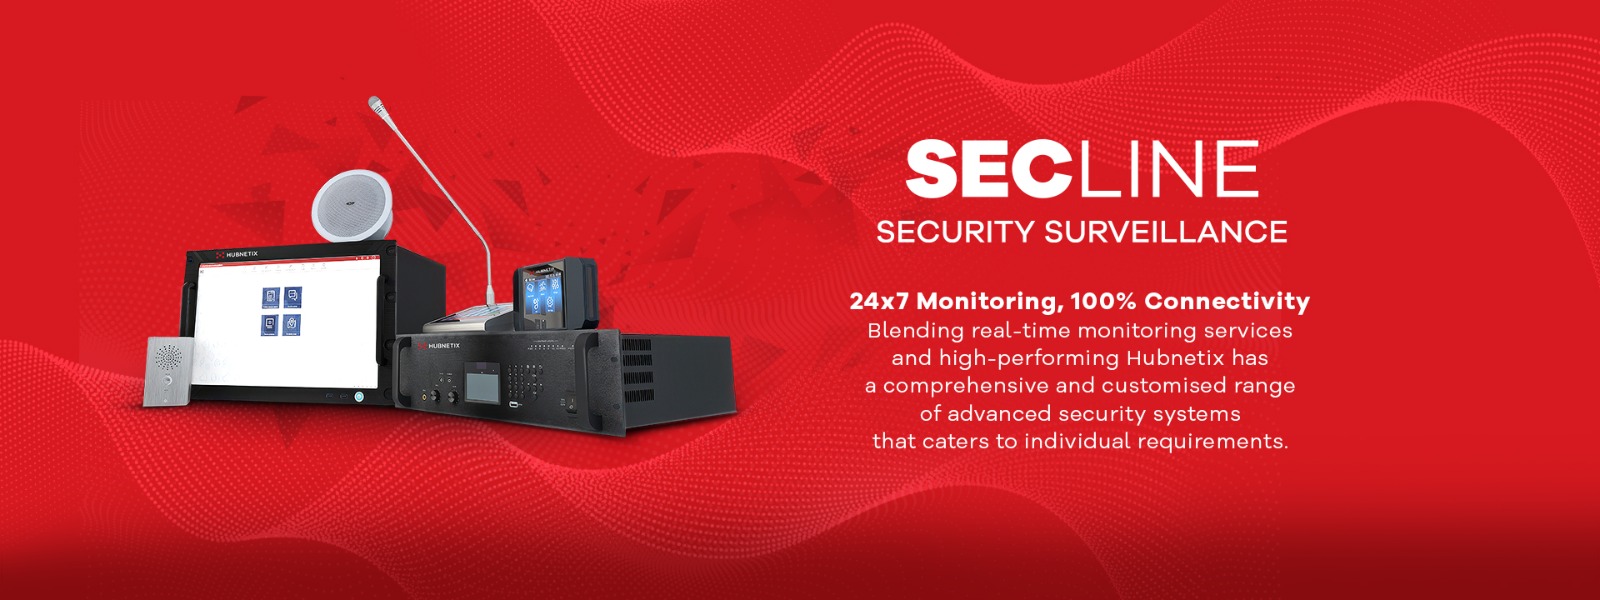 SECLINE
SECURITY SURVEILLANCE
24x7 Monitoring, 100% Connectivity
Blending real-time monitoring services
and high-performing Hubnetix has
a comprehensive and customised range
of advanced security systems
that caters to individual requirements.
HUBNETIX
HUBNETIX